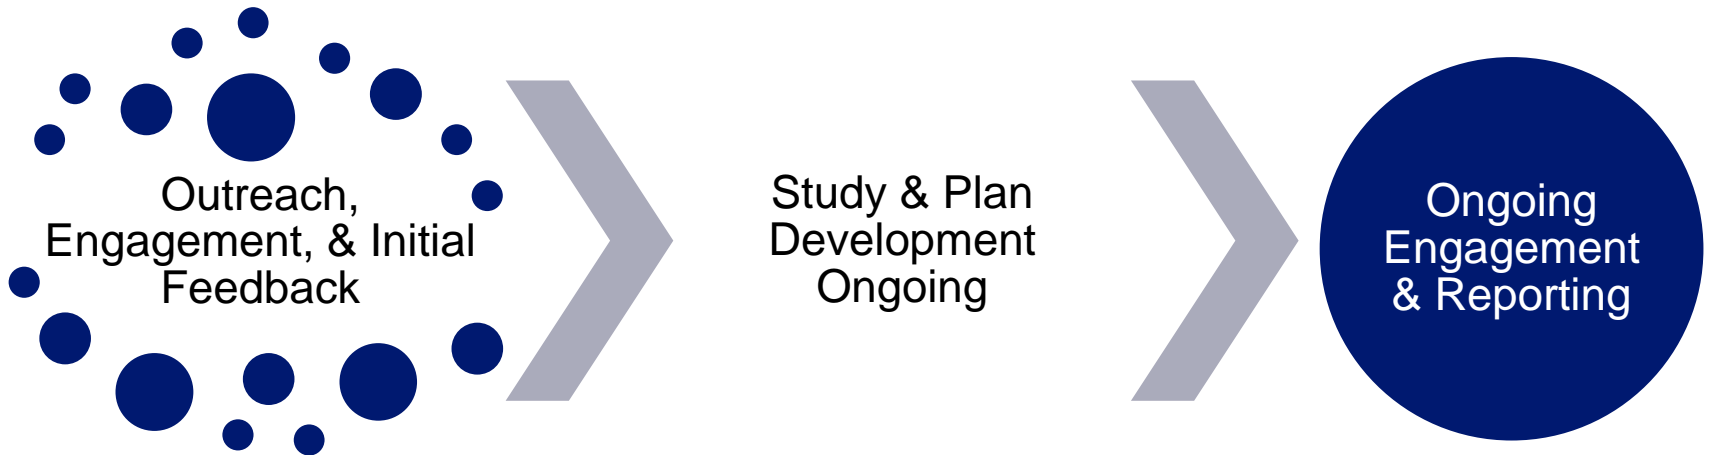 Outreach,
Engagement, & Initial
Feedback
Study & Plan
Development
Ongoing
Ongoing
Engagement
& Reporting